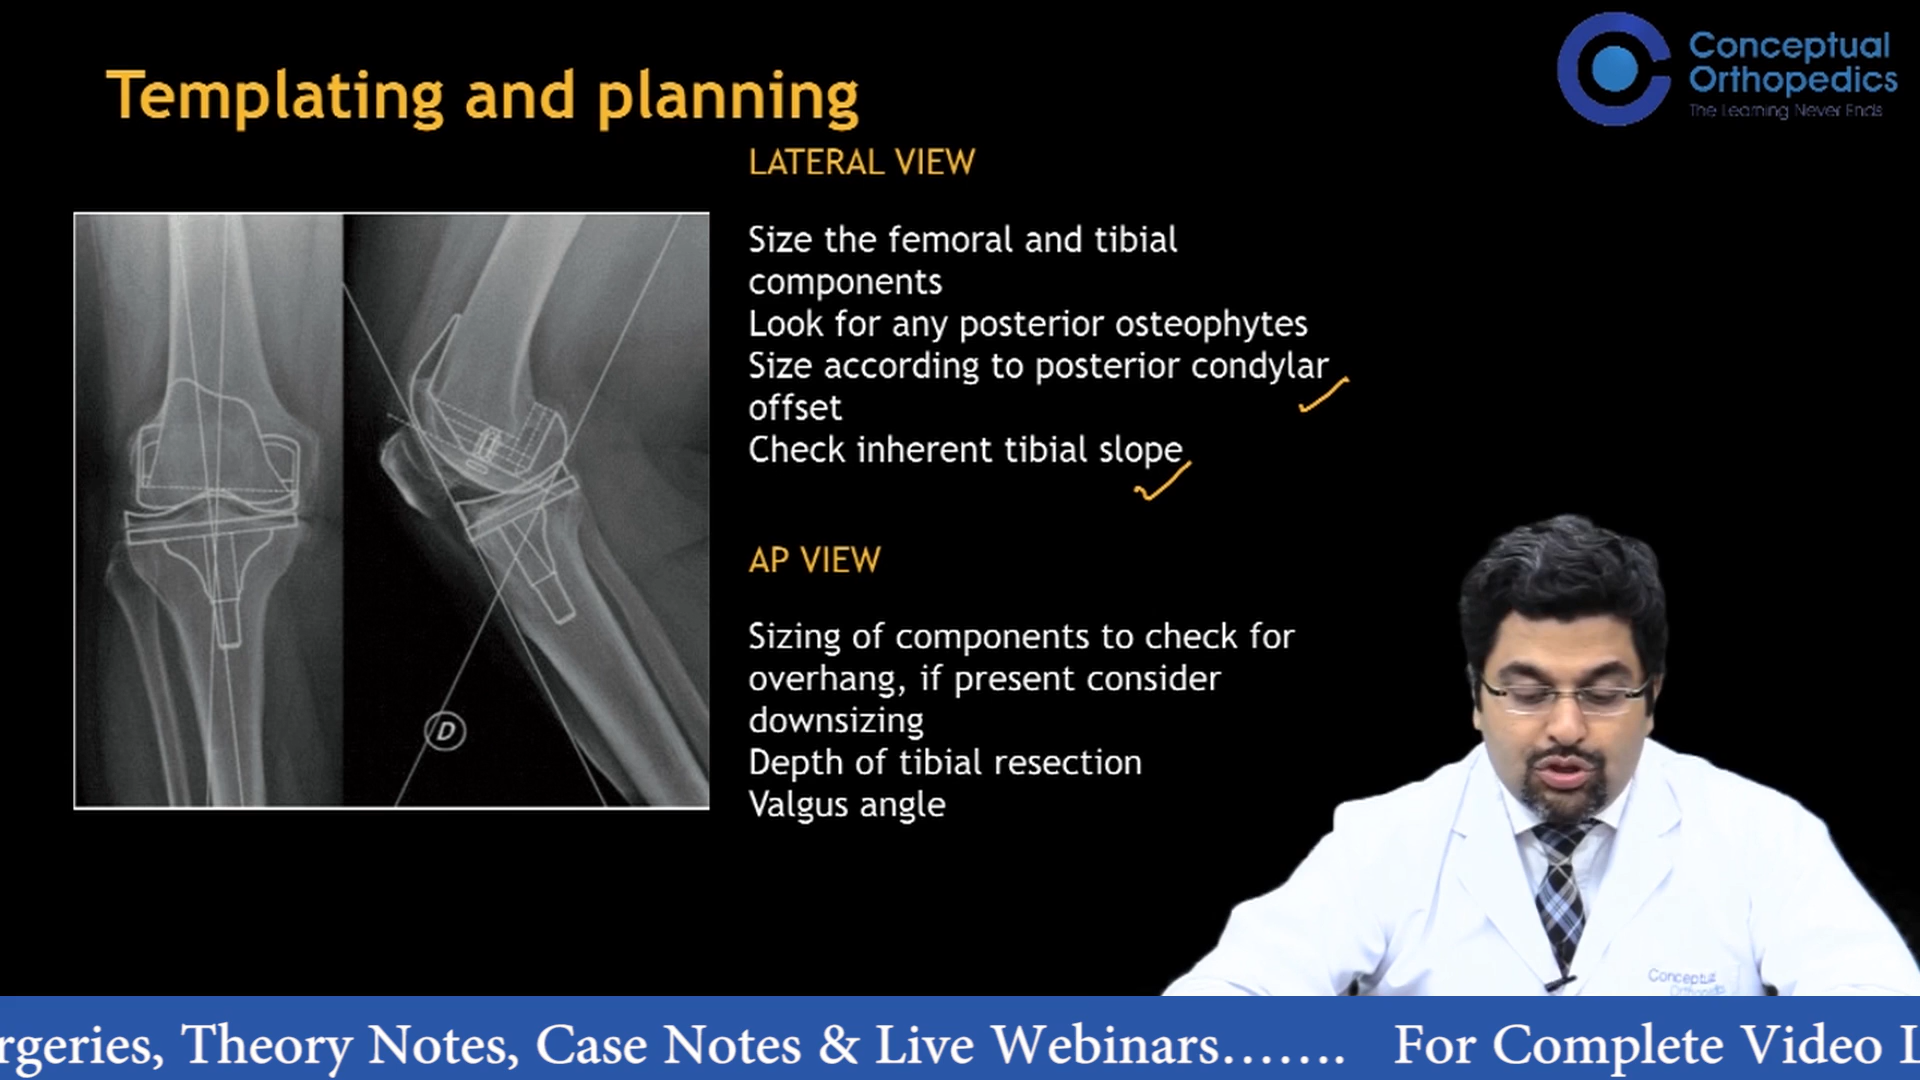 Conceptual
Orthopedics
The Learning Never Ends
Templating and planning
LATERAL VIEW
Size the femoral and tibial
components
Look for any posterior osteophytes
Size according to posterior condylar
offset
Check inherent tibial slope
AP VIEW
Sizing of components to check for
overhang, if present consider
downsizing
Depth of tibial resection
Valgus angle
D
Conceptual
Orthopedics
rgeries, Theory Notes, Case Notes & Live Webinars....... For Complete Video L